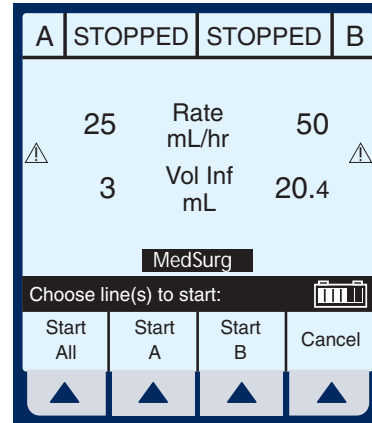 A STOPPED STOPPED B
25 Rate mL/hr 50
3 Vol Inf mL 20.4
MedSurg
Choose line(s) to start:
Start All Start A Start B Cancel